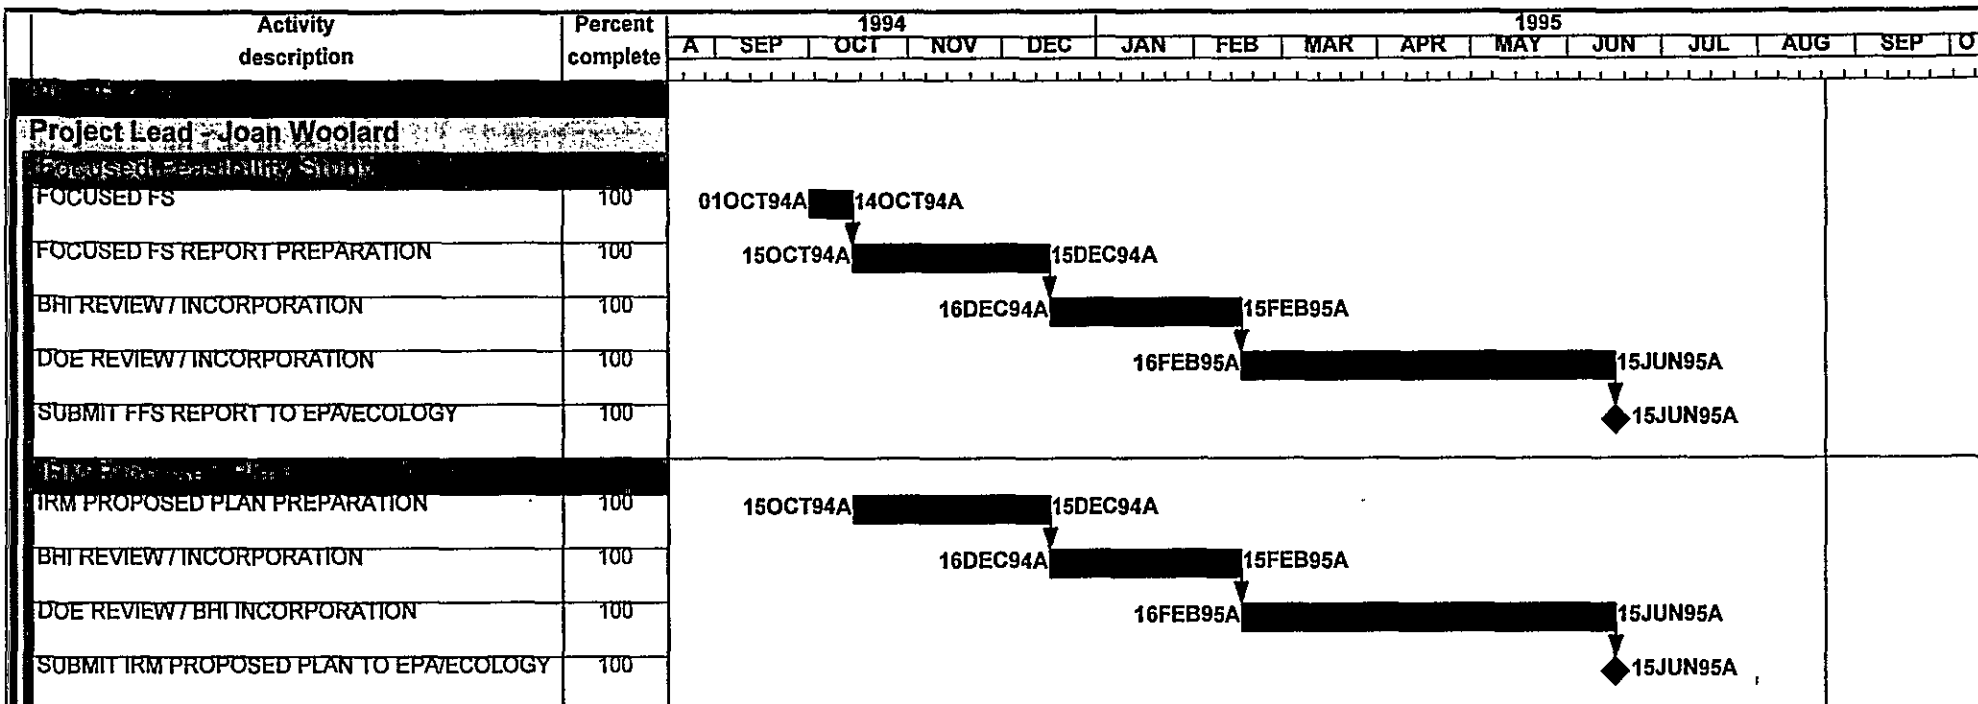 Activity description Percent complete 1994 1995
A SEP OCT NOV DEC JAN FEB MAR APR MAY JUN JUL AUG SEP O
Project Lead - Joan Woolard
Focused Feasibility Study
FOCUSED FS 100 01OCT94A 14OCT94A
FOCUSED FS REPORT PREPARATION 100 15OCT94A 15DEC94A
BHI REVIEW / INCORPORATION 100 16DEC94A 15FEB95A
DOE REVIEW / INCORPORATION 100 16FEB95A 15JUN95A
SUBMIT FFS REPORT TO EPA/ECOLOGY 100 15JUN95A
IRM PROPOSED PLAN PREPARATION 100 15OCT94A 15DEC94A
BHI REVIEW / INCORPORATION 100 16DEC94A 15FEB95A
DOE REVIEW / BHI INCORPORATION 100 16FEB95A 15JUN95A
SUBMIT IRM PROPOSED PLAN TO EPA/ECOLOGY 100 15JUN95A